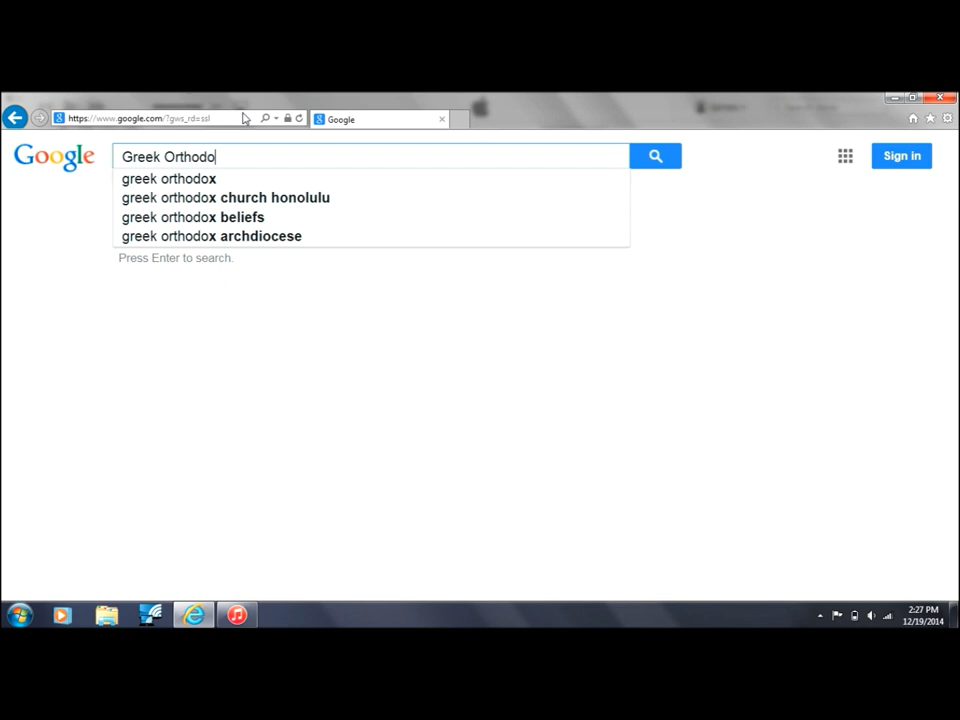 https://www.google.com/?gws_rd=ssl
Google
Google
Greek Orthodo
Sign in
greek orthodox
greek orthodox church honolulu
greek orthodox beliefs
greek orthodox archdiocese
Press Enter to search.
2:27 PM
12/19/2014